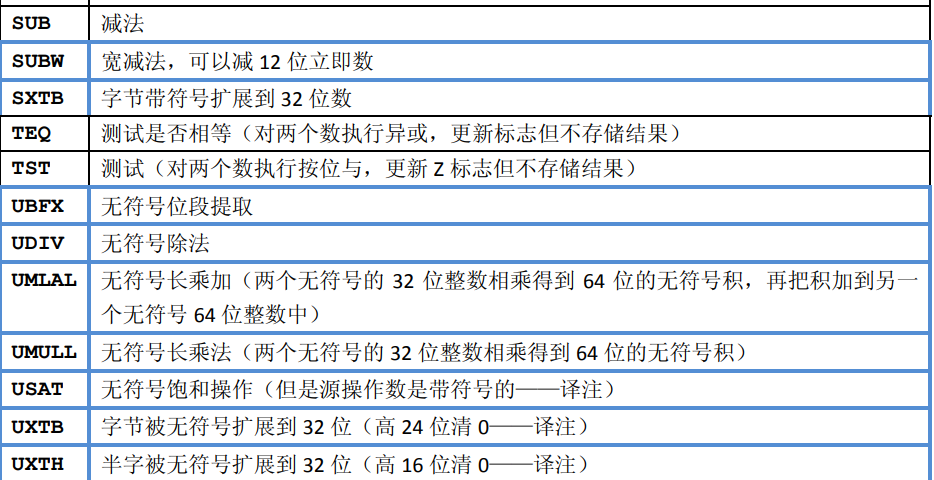 SUB 减法
SUBW 宽减法，可以减 12 位立即数
SXTB 字节带符号扩展到 32 位数
TEQ 测试是否相等（对两个数执行异或，更新标志但不存储结果）
TST 测试（对两个数执行按位与，更新 Z 标志但不存储结果）
UBFX 无符号位段提取
UDIV 无符号除法
UMLAL 无符号长乘加（两个无符号的 32 位整数相乘得到 64 位的无符号积，再把积加到另一
个无符号 64 位整数中）
UMULL 无符号长乘法（两个无符号的 32 位整数相乘得到 64 位的无符号积）
USAT 无符号饱和操作（但是源操作数是带符号的——译注）
UXTB 字节被无符号扩展到 32 位（高 24 位清 0——译注）
UXTH 半字被无符号扩展到 32 位（高 16 位清 0——译注）